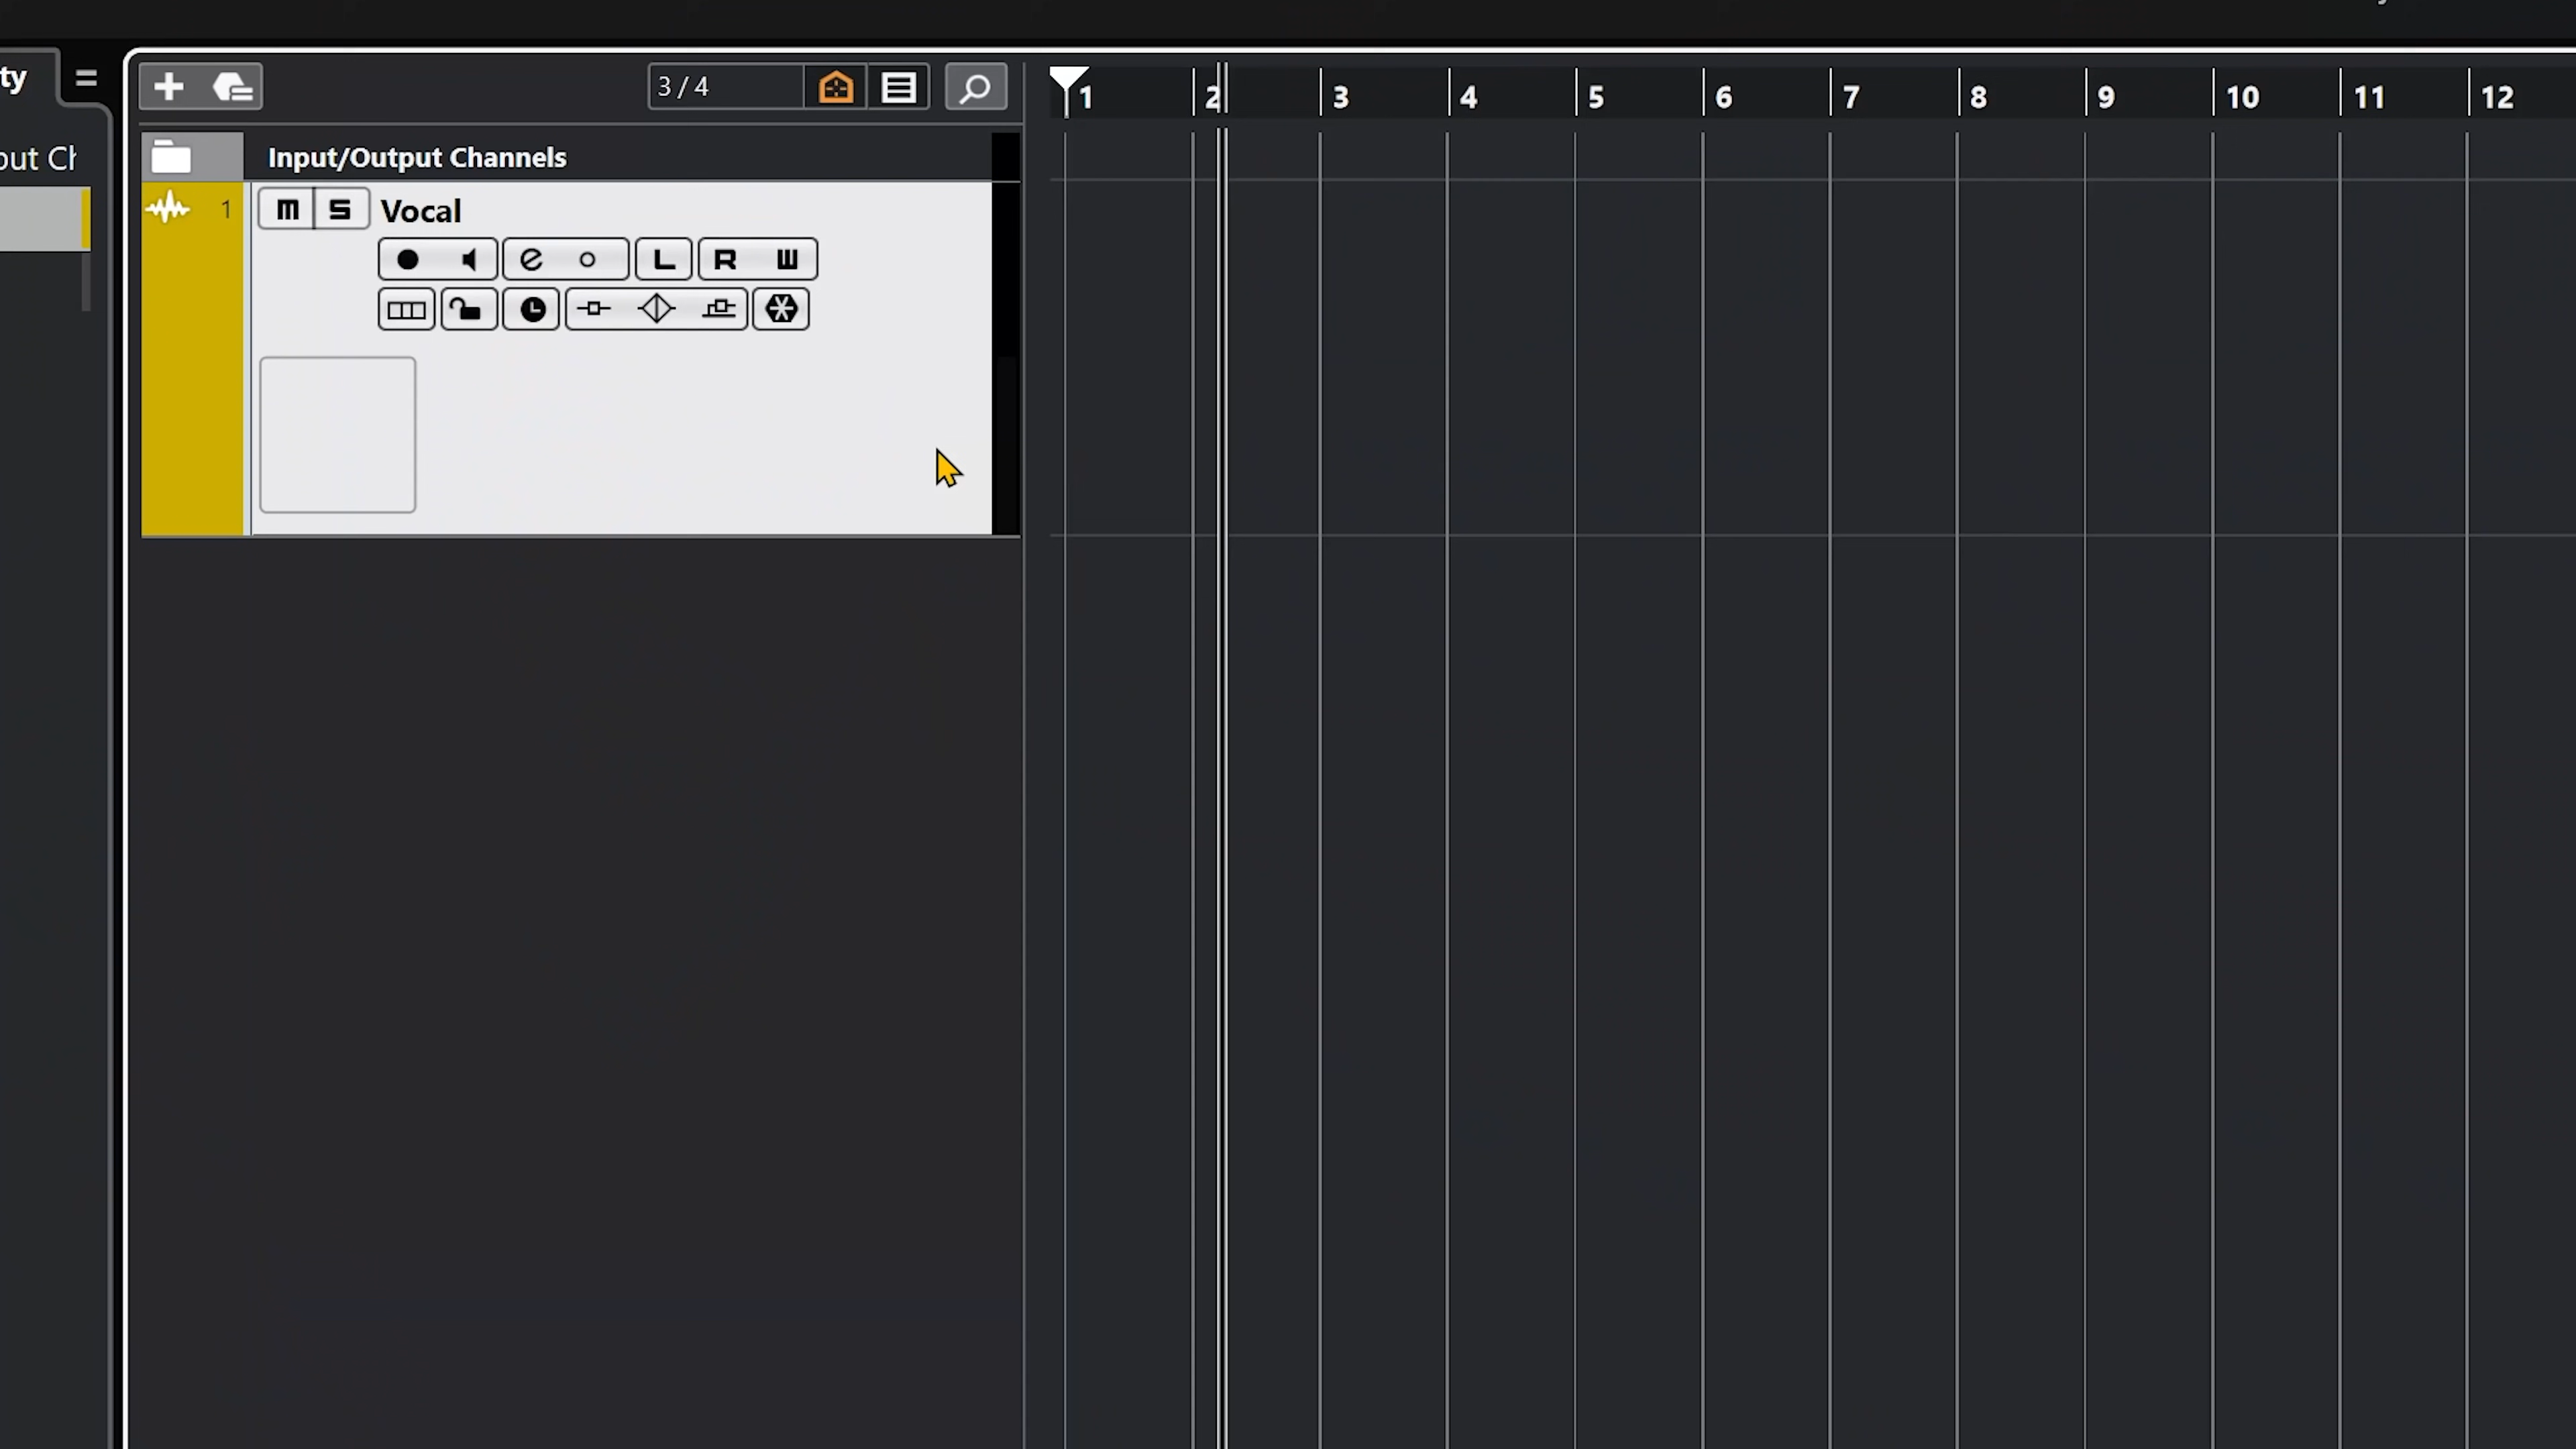 ty
3 / 4
1 2 3 4 5 6 7 8 9 10 11 12
out Ch
Input/Output Channels
1 m S Vocal
e L R W